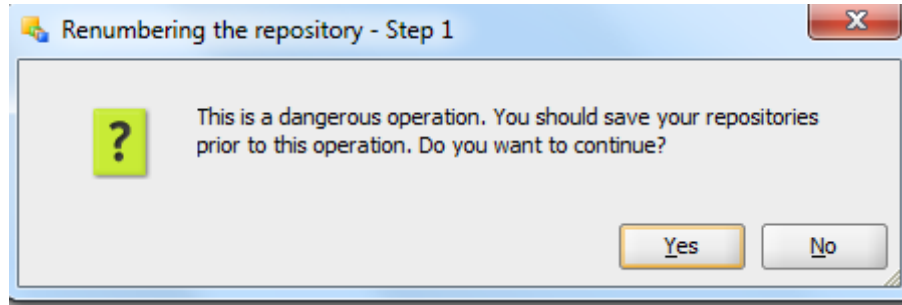 Renumbering the repository - Step 1
This is a dangerous operation. You should save your repositories
prior to this operation. Do you want to continue?
Yes No